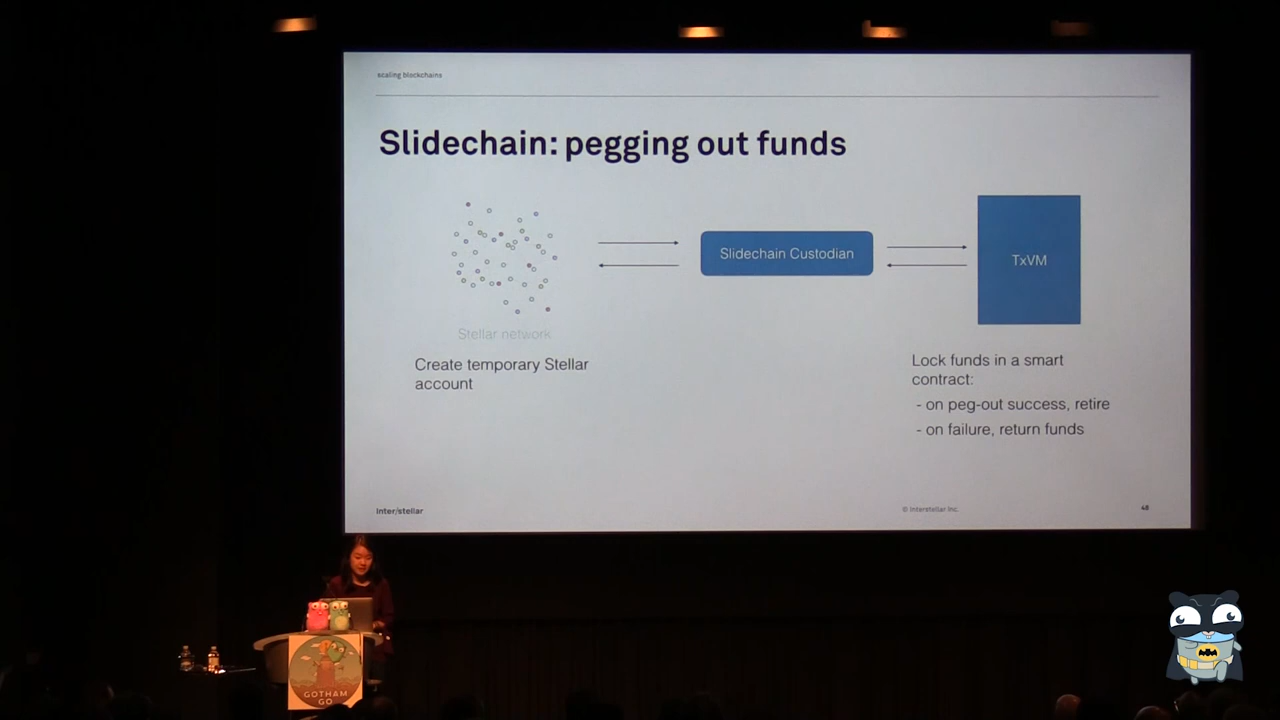 scaling blockchains
Slidechain: pegging out funds
Slidechain Custodian
TxVM
Stellar network
Create temporary Stellar
account
Lock funds in a smart
contract:
- on peg-out success, retire
- on failure, return funds
Inter/stellar
© Interstellar Inc.
48
GOTHAM
GO